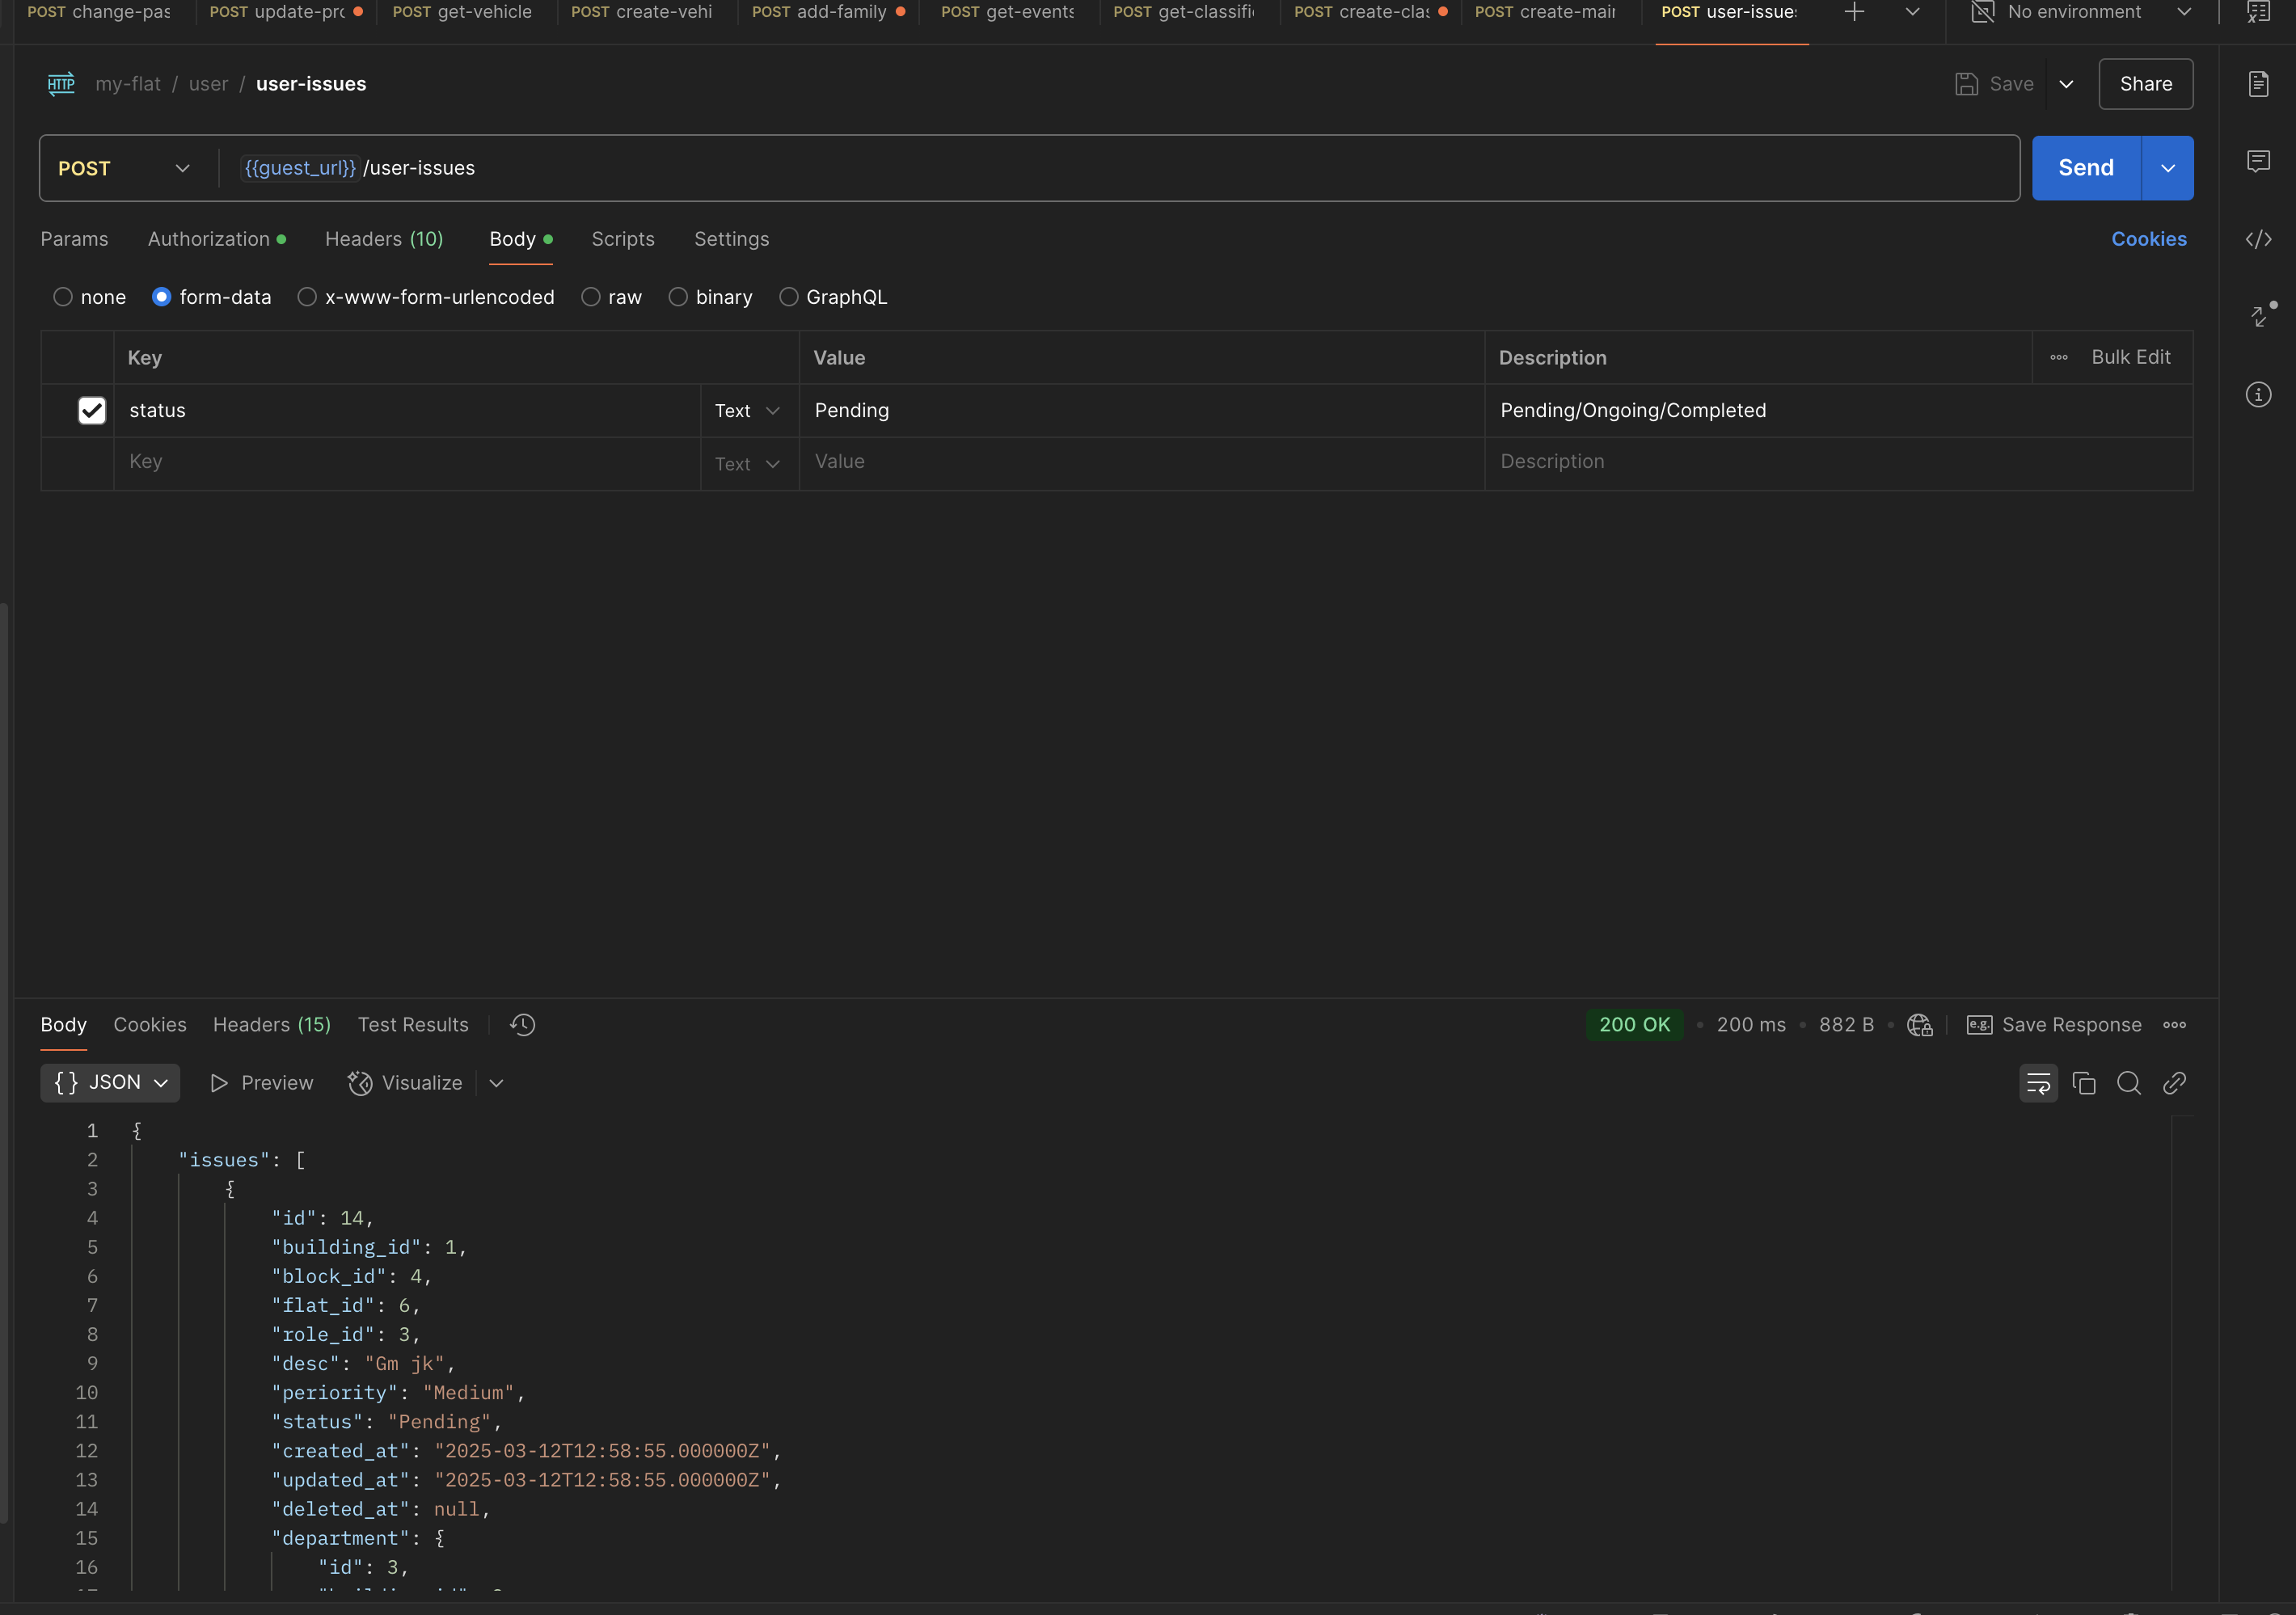 POST change-pas POST update-pro POST get-vehicle POST create-vehi POST add-family POST get-events POST get-classifi POST create-clas POST create-mair POST user-issues No environment
HTTP my-flat / user / user-issues Save Share
POST {{guest_url}}/user-issues Send
Params Authorization Headers (10) Body Scripts Settings Cookies
none form-data x-www-form-urlencoded raw binary GraphQL
Key Value Description Bulk Edit
status Text Pending Pending/Ongoing/Completed
Key Text Value Description
Body Cookies Headers (15) Test Results 200 OK 200 ms 882 B e.g. Save Response
{} JSON Preview Visualize
1 {
2 "issues": [
3 {
4 "id": 14,
5 "building_id": 1,
6 "block_id": 4,
7 "flat_id": 6,
8 "role_id": 3,
9 "desc": "Gm jk",
10 "periority": "Medium",
11 "status": "Pending",
12 "created_at": "2025-03-12T12:58:55.000000Z",
13 "updated_at": "2025-03-12T12:58:55.000000Z",
14 "deleted_at": null,
15 "department": {
16 "id": 3,